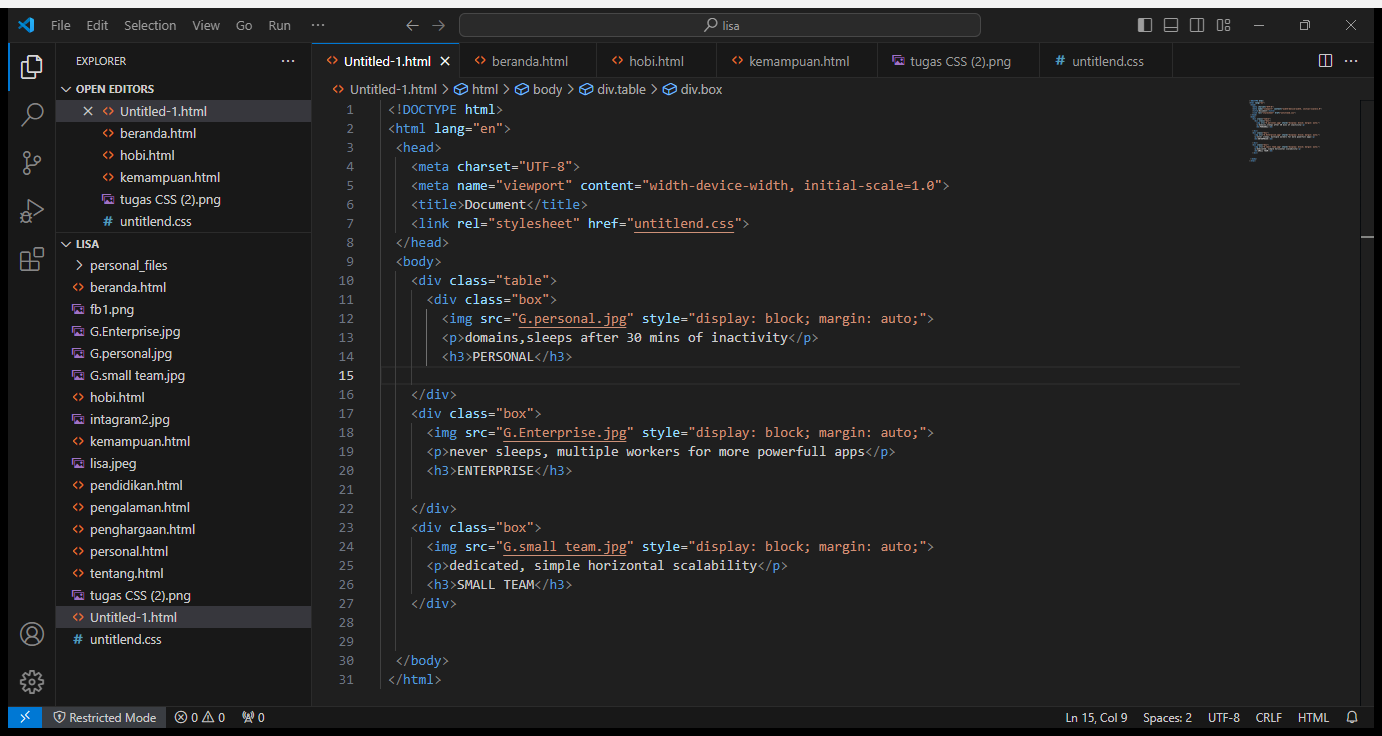 File Edit Selection View Go Run ··· lisa
EXPLORER ···
OPEN EDITORS
Untitled-1.html
beranda.html
hobi.html
kemampuan.html
tugas CSS (2).png
untitlend.css
LISA
personal_files
beranda.html
fb1.png
G.Enterprise.jpg
G.personal.jpg
G.small team.jpg
hobi.html
intagram2.jpg
kemampuan.html
lisa.jpeg
pendidikan.html
pengalaman.html
penghargaan.html
personal.html
tentang.html
tugas CSS (2).png
Untitled-1.html
untitlend.css
Untitled-1.html beranda.html hobi.html kemampuan.html tugas CSS (2).png untitlend.css
Untitled-1.html > html > body > div.table > div.box
1 <!DOCTYPE html>
2 <html lang="en">
3 <head>
4 <meta charset="UTF-8">
5 <meta name="viewport" content="width-device-width, initial-scale=1.0">
6 <title>Document</title>
7 <link rel="stylesheet" href="untitlend.css">
8 </head>
9 <body>
10 <div class="table">
11 <div class="box">
12 <img src="G.personal.jpg" style="display: block; margin: auto;">
13 <p>domains,sleeps after 30 mins of inactivity</p>
14 <h3>PERSONAL</h3>
15
16 </div>
17 <div class="box">
18 <img src="G.Enterprise.jpg" style="display: block; margin: auto;">
19 <p>never sleeps, multiple workers for more powerfull apps</p>
20 <h3>ENTERPRISE</h3>
21
22 </div>
23 <div class="box">
24 <img src="G.small team.jpg" style="display: block; margin: auto;">
25 <p>dedicated, simple horizontal scalability</p>
26 <h3>SMALL TEAM</h3>
27 </div>
28
29
30 </body>
31 </html>
Restricted Mode 0 0 0 Ln 15, Col 9 Spaces: 2 UTF-8 CRLF HTML